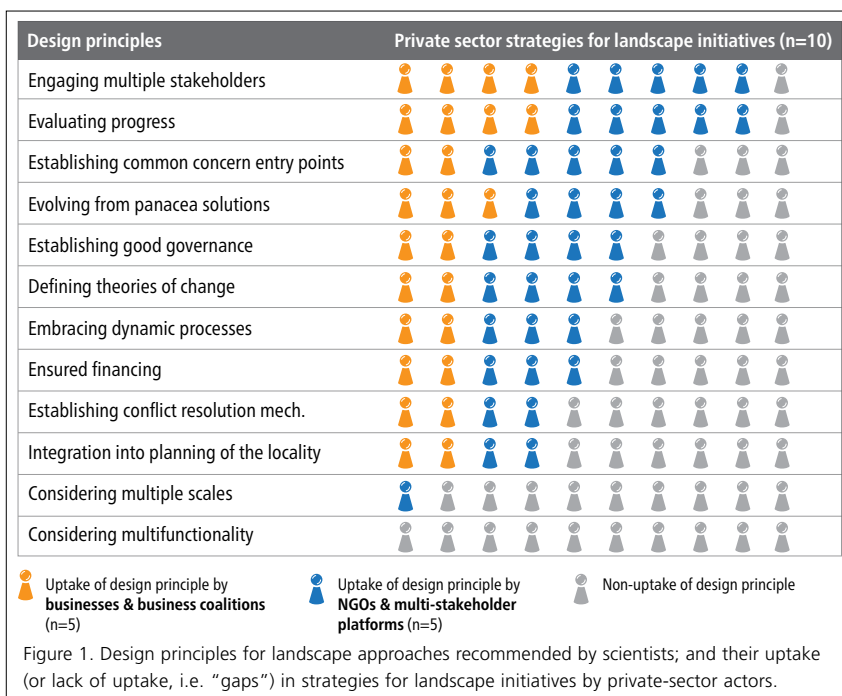 Design principles Private sector strategies for landscape initiatives (n=10)
Engaging multiple stakeholders
Evaluating progress
Establishing common concern entry points
Evolving from panacea solutions
Establishing good governance
Defining theories of change
Embracing dynamic processes
Ensured financing
Establishing conflict resolution mech.
Integration into planning of the locality
Considering multiple scales
Considering multifunctionality
Uptake of design principle by
businesses & business coalitions
(n=5)
Uptake of design principle by
NGOs & multi-stakeholder
platforms (n=5)
Non-uptake of design principle
Figure 1. Design principles for landscape approaches recommended by scientists; and their uptake
(or lack of uptake, i.e. “gaps”) in strategies for landscape initiatives by private-sector actors.